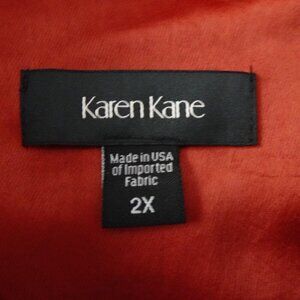 Karen Kane
Made in USA
of Imported
Fabric
2X